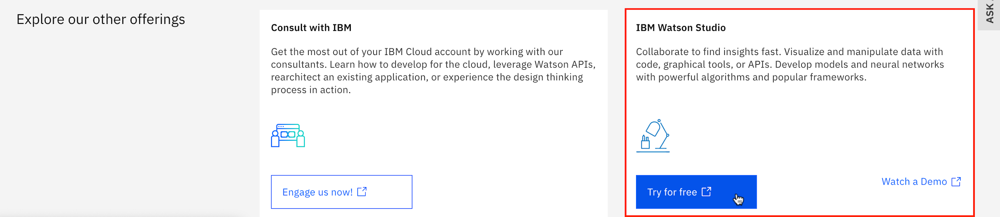 Explore our other offerings
Consult with IBM
Get the most out of your IBM Cloud account by working with our
consultants. Learn how to develop for the cloud, leverage Watson APIs,
rearchitect an existing application, or experience the design thinking
process in action.
Engage us now!
IBM Watson Studio
Collaborate to find insights fast. Visualize and manipulate data with
code, graphical tools, or APIs. Develop models and neural networks
with powerful algorithms and popular frameworks.
Try for free
Watch a Demo
ASK